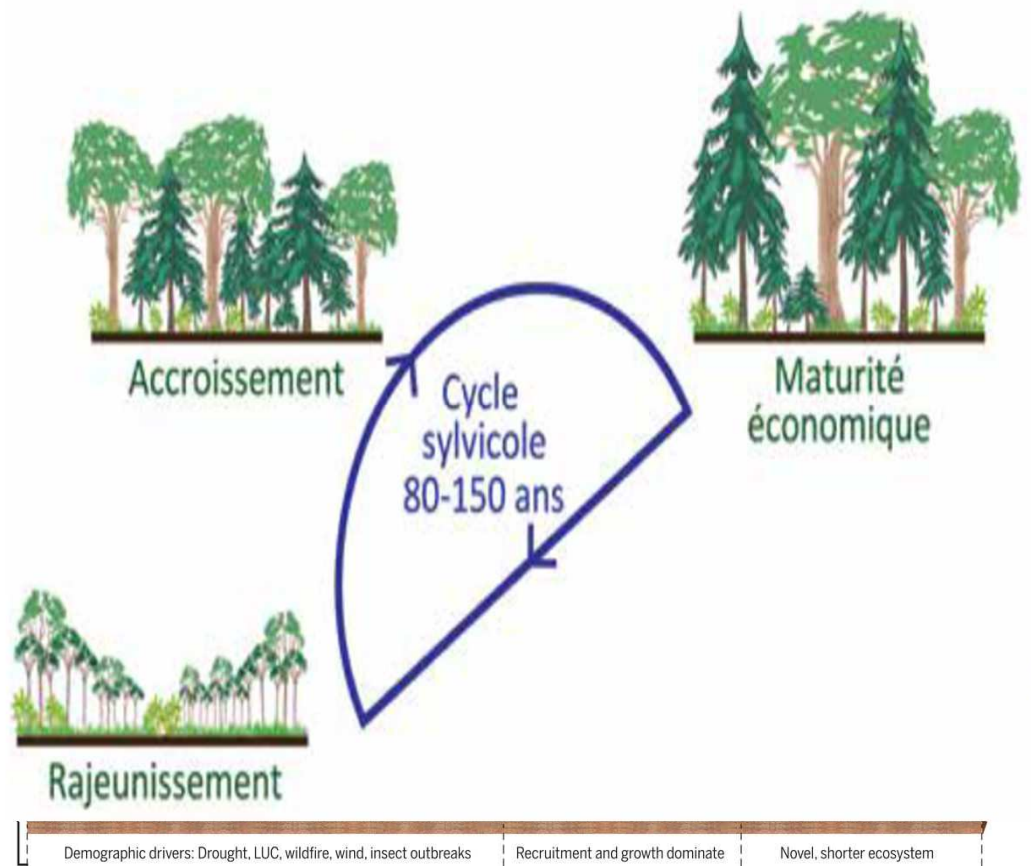 Accroissement
Maturité
économique
Cycle
sylvicole
80-150 ans
Rajeunissement
Demographic drivers: Drought, LUC, wildfire, wind, insect outbreaks
Recruitment and growth dominate
Novel, shorter ecosystem